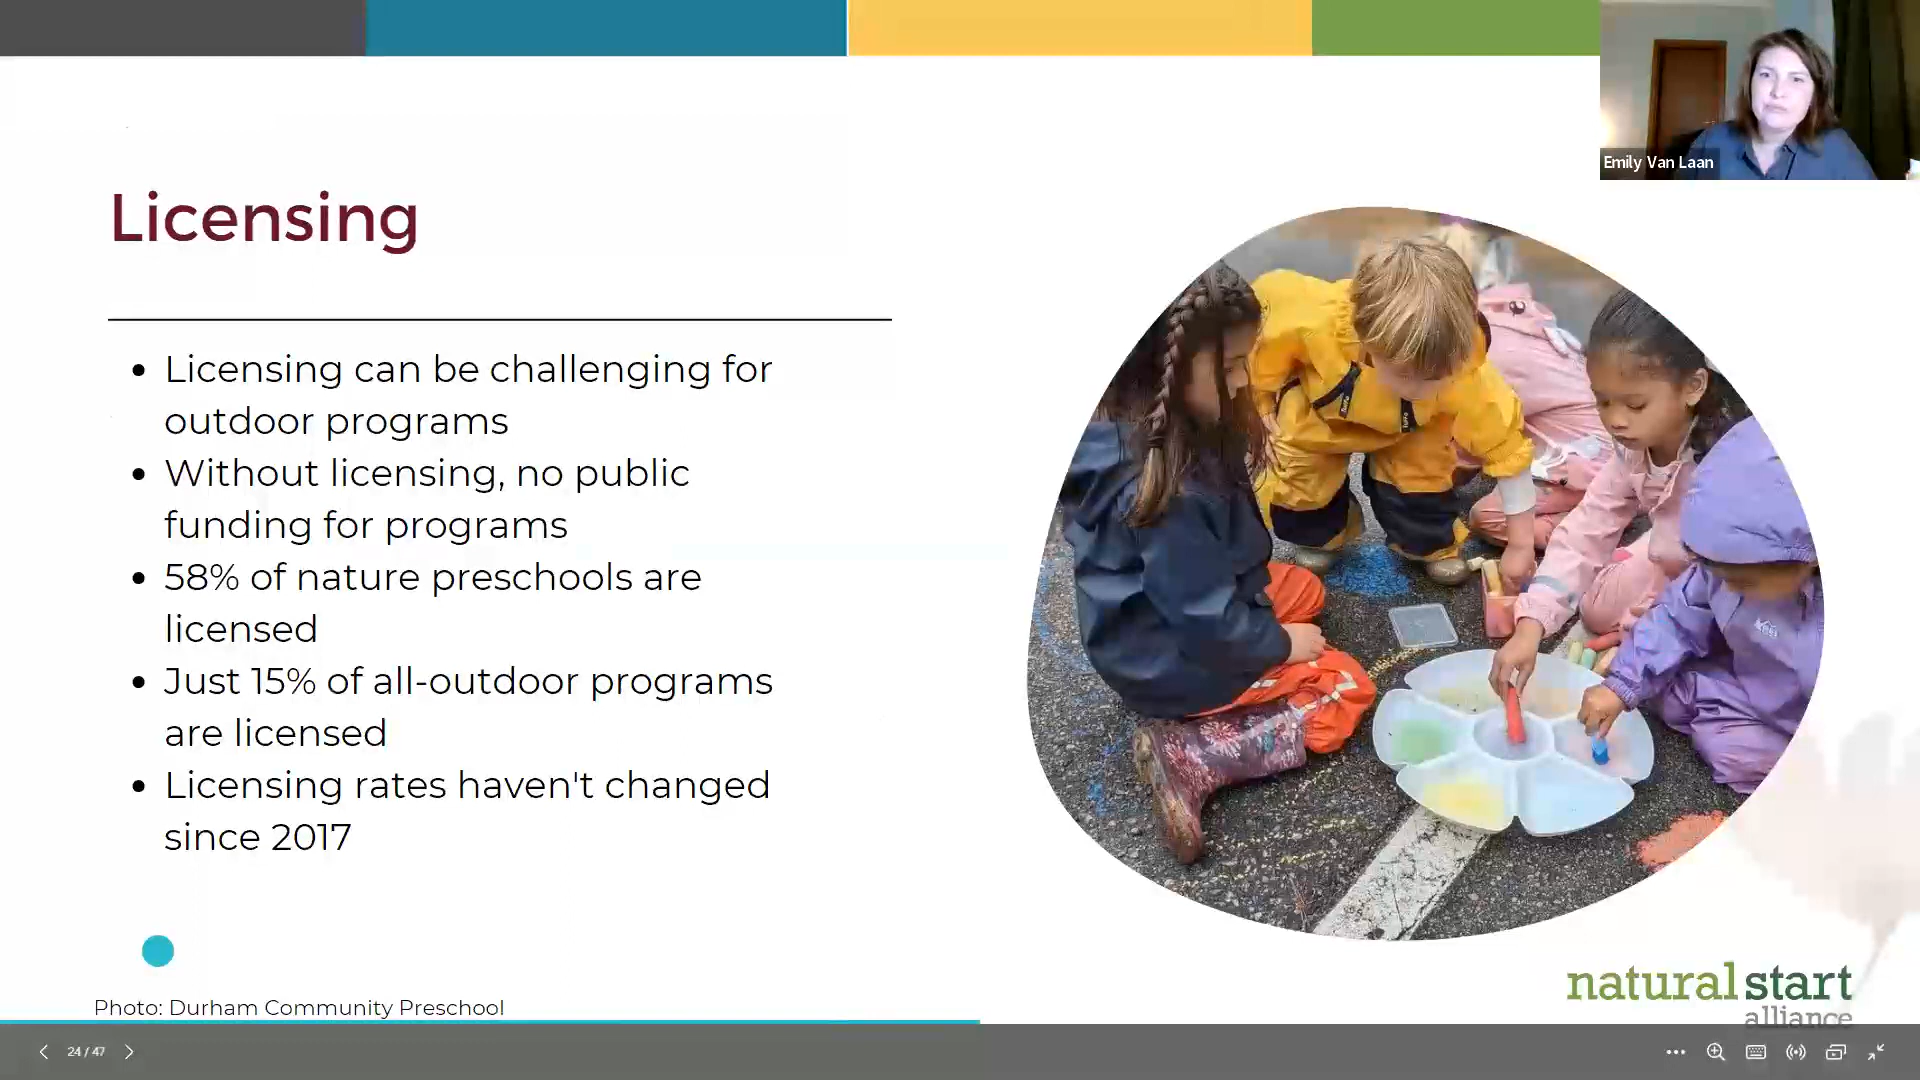 Emily Van Laan
Licensing
• Licensing can be challenging for
outdoor programs
• Without licensing, no public
funding for programs
• 58% of nature preschools are
licensed
• Just 15% of all-outdoor programs
are licensed
• Licensing rates haven't changed
since 2017
Photo: Durham Community Preschool
naturalstart
alliance
24 / 47